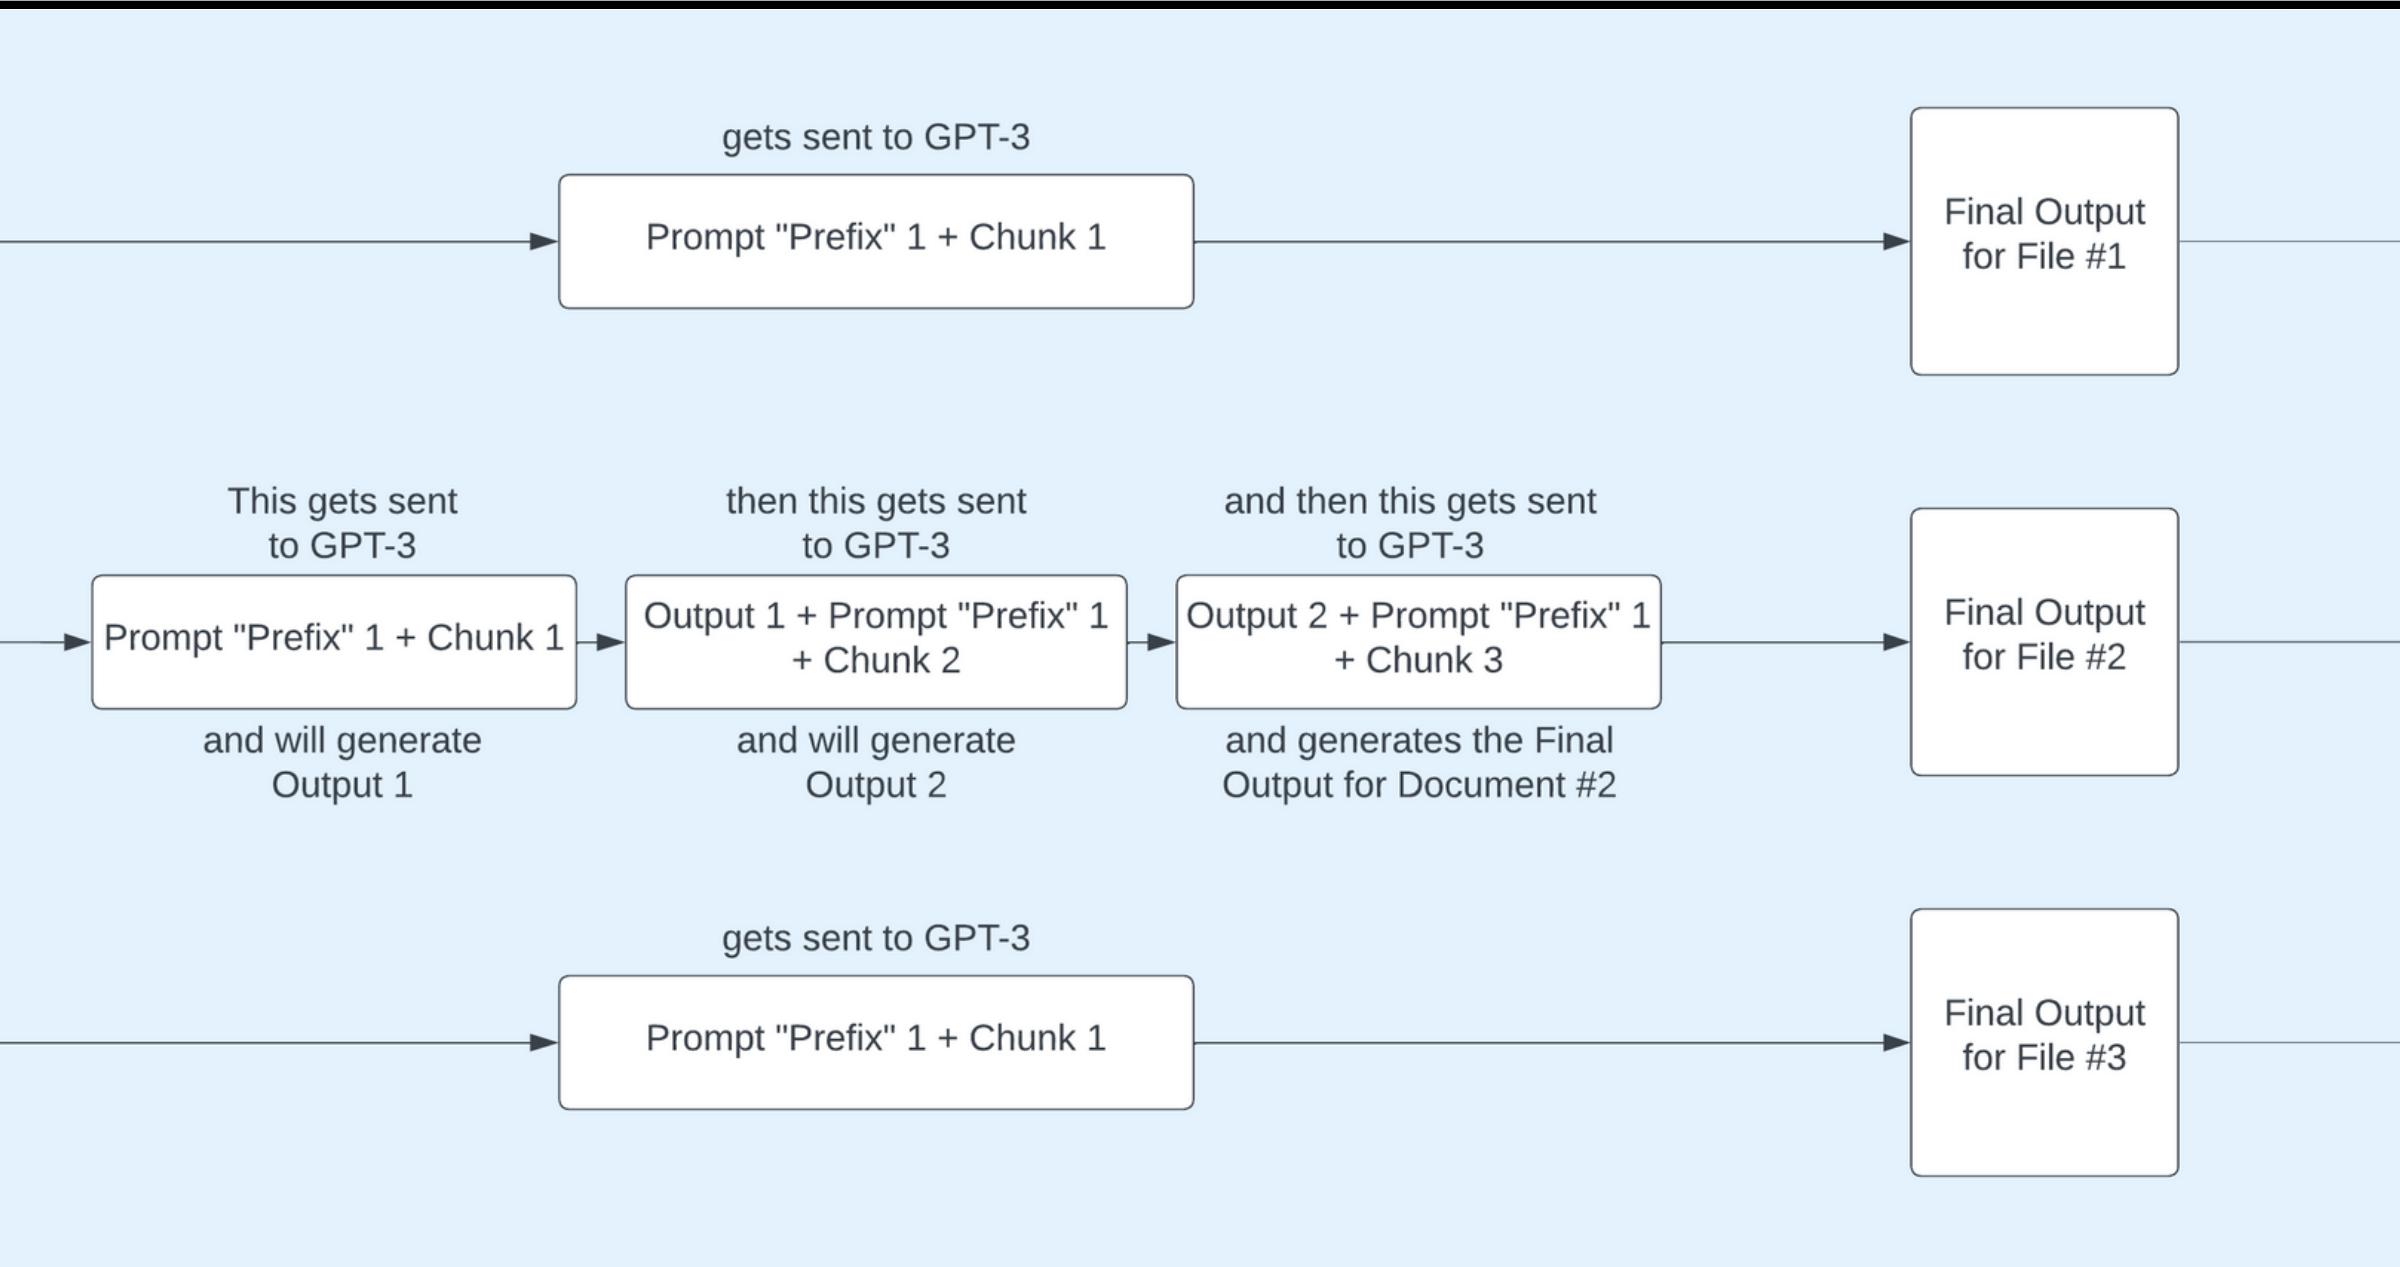 gets sent to GPT-3
Prompt "Prefix" 1 + Chunk 1
Final Output
for File #1
This gets sent
to GPT-3
Prompt "Prefix" 1 + Chunk 1
and will generate
Output 1
then this gets sent
to GPT-3
Output 1 + Prompt "Prefix" 1
+ Chunk 2
and will generate
Output 2
and then this gets sent
to GPT-3
Output 2 + Prompt "Prefix" 1
+ Chunk 3
and generates the Final
Output for Document #2
Final Output
for File #2
gets sent to GPT-3
Prompt "Prefix" 1 + Chunk 1
Final Output
for File #3